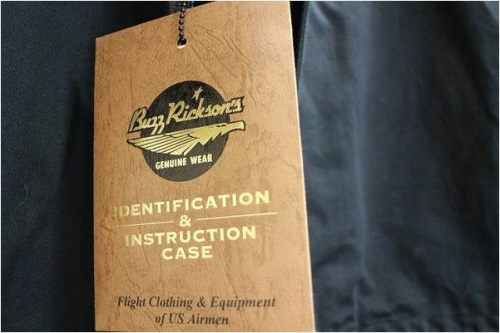 Buzz Rickson's
GENUINE WEAR
IDENTIFICATION
&
INSTRUCTION
CASE
Flight Clothing & Equipment
of US Airmen